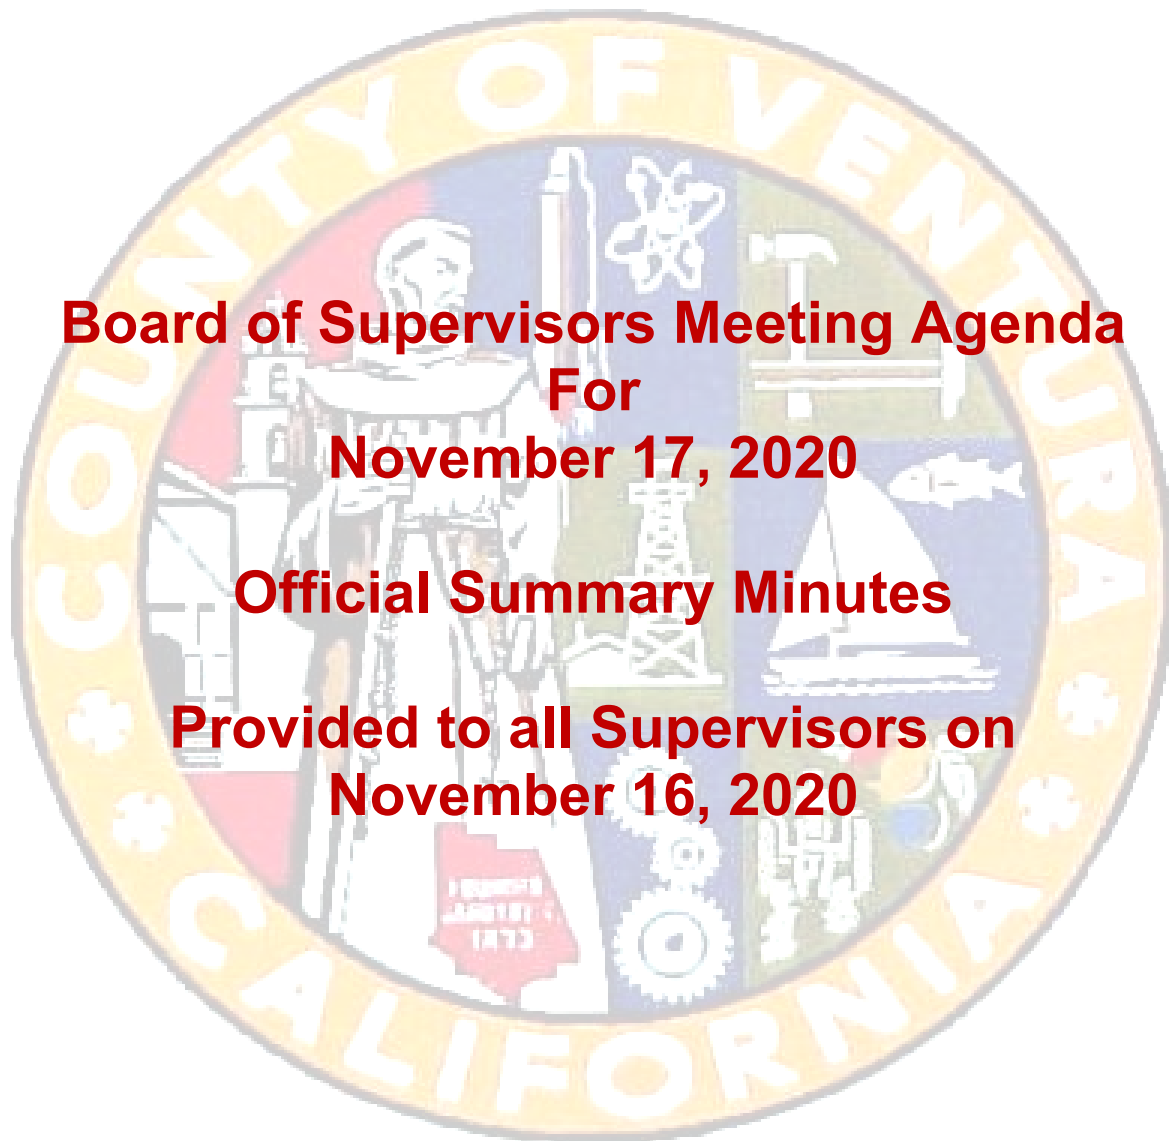 COUNTY OF VENTURA
Board of Supervisors Meeting Agenda
For
November 17, 2020
Official Summary Minutes
Provided to all Supervisors on
November 16, 2020
1873
CALIFORNIA